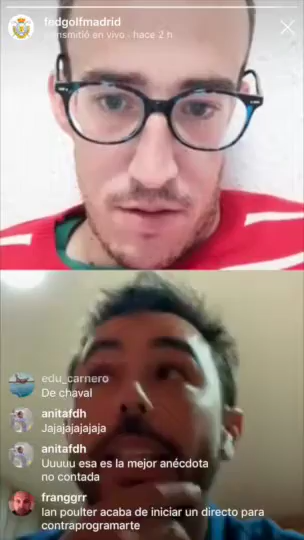 fedgolfmadrid
transmitió en vivo · hace 2 h
edu_carnero
De chaval
anitafdh
Jajajajajaja
anitafdh
Uuuuu esa es la mejor anécdota
no contada
franggrr
Ian poulter acaba de iniciar un directo para
contraprogramarte